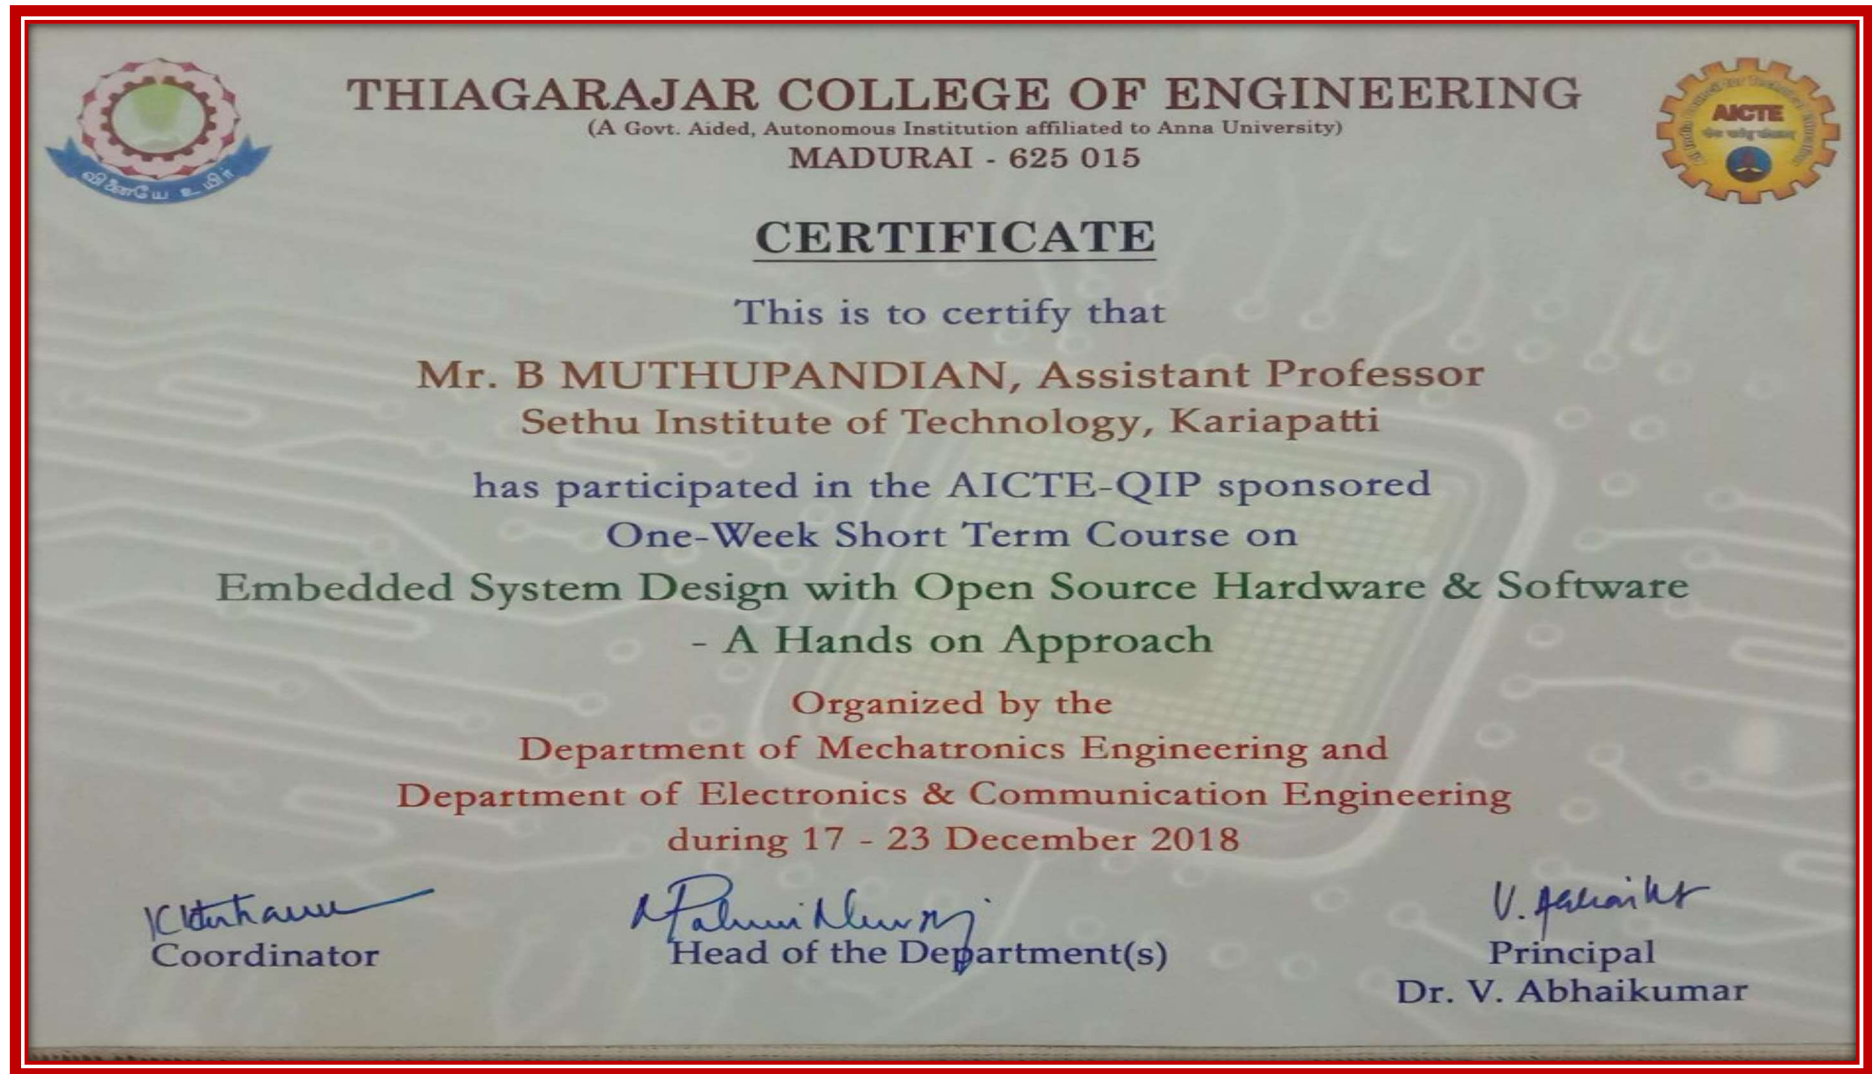 THIAGARAJAR COLLEGE OF ENGINEERING
(A Govt. Aided, Autonomous Institution affiliated to Anna University)
MADURAI - 625 015
வினையே உயிர்
AICTE
CERTIFICATE
This is to certify that
Mr. B MUTHUPANDIAN, Assistant Professor
Sethu Institute of Technology, Kariapatti
has participated in the AICTE-QIP sponsored
One-Week Short Term Course on
Embedded System Design with Open Source Hardware & Software
- A Hands on Approach
Organized by the
Department of Mechatronics Engineering and
Department of Electronics & Communication Engineering
during 17 - 23 December 2018
Coordinator
Head of the Department(s)
Principal
Dr. V. Abhaikumar